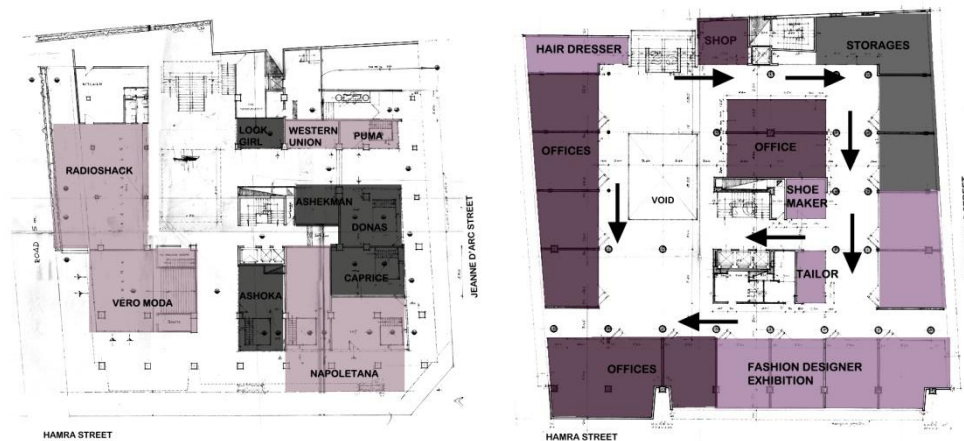 LOOK
GIRL
WESTERN
UNION
PUMA
RADIOSHACK
ASHEKMAN
DONAS
CAPRICE
ASHOKA
VERO MODA
NAPOLETANA
JEANNE D'ARC STREET
HAMRA STREET
HAIR DRESSER
SHOP
STORAGES
OFFICES
OFFICE
VOID
SHOE
MAKER
TAILOR
OFFICES
FASHION DESIGNER
EXHIBITION
HAMRA STREET